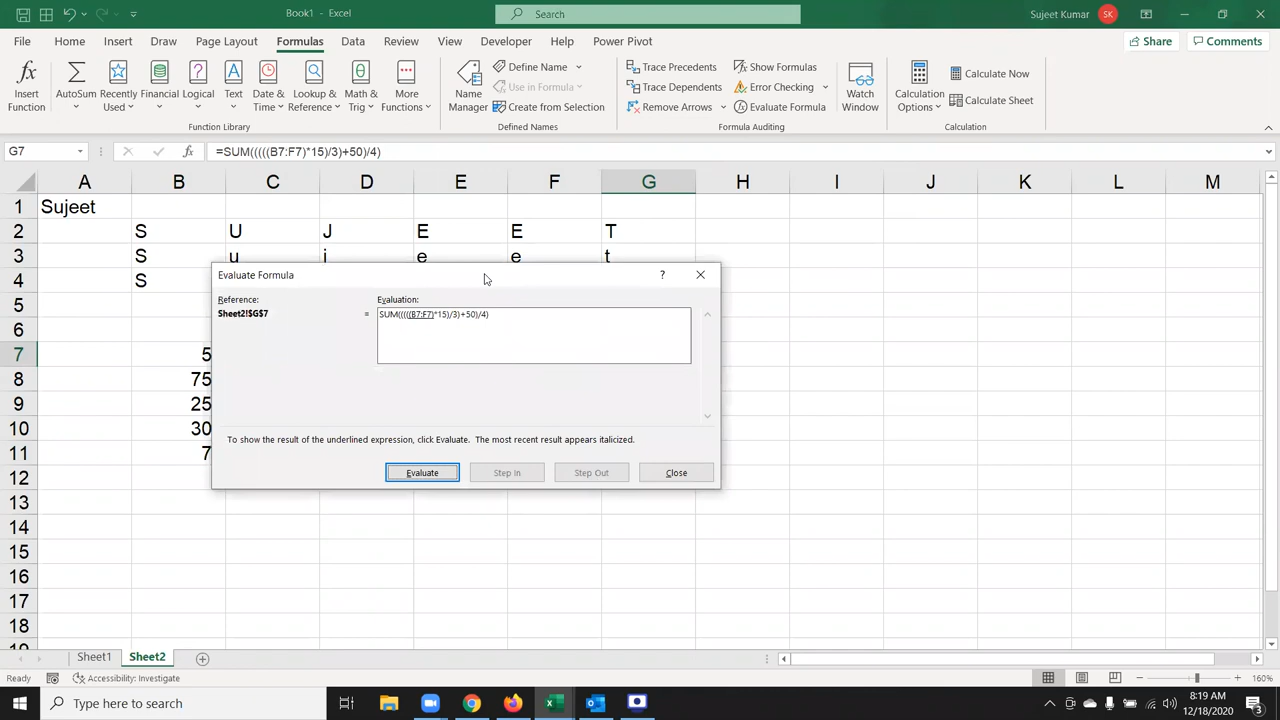 Book1 - Excel
Search
Sujeet Kumar
SK
File Home Insert Draw Page Layout Formulas Data Review View Developer Help Power Pivot
Share
Comments
Insert Function
AutoSum
Recently Used
Financial
Logical
Text
Date & Time
Lookup & Reference
Math & Trig
More Functions
Function Library
Name Manager
Define Name
Use in Formula
Create from Selection
Defined Names
Trace Precedents
Trace Dependents
Remove Arrows
Show Formulas
Error Checking
Evaluate Formula
Formula Auditing
Watch Window
Calculation Options
Calculate Now
Calculate Sheet
Calculation
G7
fx
=SUM(((((B7:F7)*15)/3)+50)/4)
A B C D E F G H I J K L M
1 Sujeet
2 S U J E E T
3 S u j e e t
4 S
5
6
7 5
8 75
9 25
10 30
11 7
12
13
14
15
16
17
18
19
Evaluate Formula
?
Reference:
Evaluation:
Sheet2!$G$7
=
SUM(((((B7:F7)*15)/3)+50)/4)
To show the result of the underlined expression, click Evaluate. The most recent result appears italicized.
Evaluate
Step In
Step Out
Close
Sheet1
Sheet2
Ready
Accessibility: Investigate
160%
Type here to search
8:19 AM
12/18/2020
3